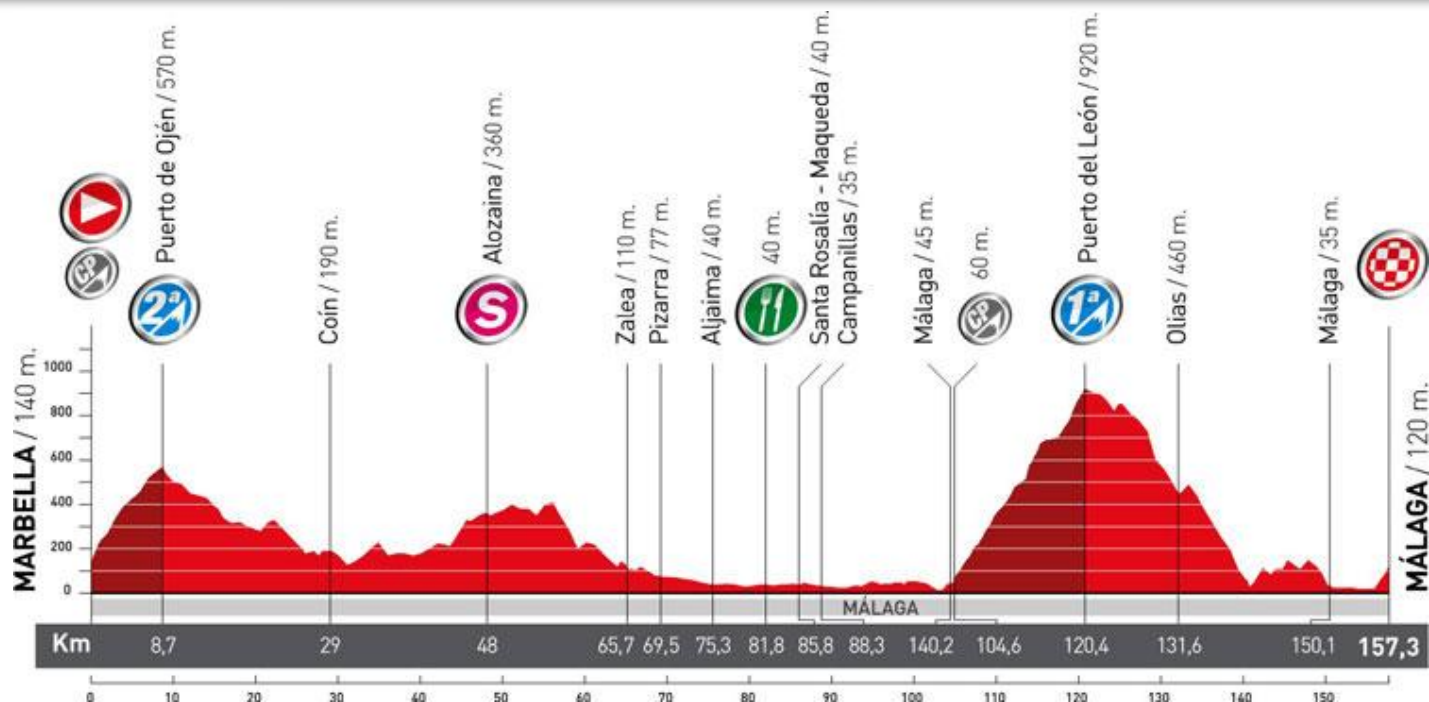 MARBELLA / 140 m.
CP
Puerto de Ojén / 570 m.
2ª
Coín / 190 m.
Alozaina / 360 m.
S
Zalea / 110 m.
Pizarra / 77 m.
Aljaima / 40 m.
40 m.
Santa Rosalía - Maqueda / 40 m.
Campanillas / 35 m.
Málaga / 45 m.
60 m.
CP
Puerto del León / 920 m.
1ª
Olias / 460 m.
Málaga / 35 m.
MÁLAGA / 120 m.
1000
800
600
400
200
0
MÁLAGA
Km 8,7 29 48 65,7 69,5 75,3 81,8 85,8 88,3 140,2 104,6 120,4 131,6 150,1 157,3
0 10 20 30 40 50 60 70 80 90 100 110 120 130 140 150